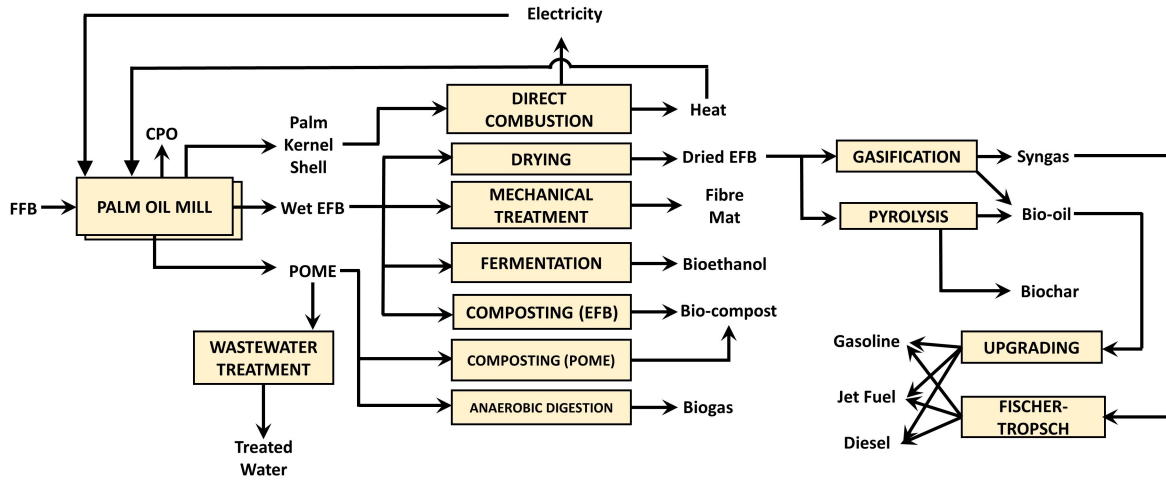 Electricity
DIRECT
COMBUSTION
Heat
CPO
Palm
Kernel
Shell
DRYING
Dried EFB
GASIFICATION
Syngas
FFB
PALM OIL MILL
Wet EFB
MECHANICAL
TREATMENT
Fibre
Mat
PYROLYSIS
Bio-oil
POME
FERMENTATION
Bioethanol
Biochar
COMPOSTING (EFB)
Bio-compost
WASTEWATER
TREATMENT
COMPOSTING (POME)
Gasoline
UPGRADING
ANAEROBIC DIGESTION
Biogas
Jet Fuel
FISCHER-
TROPSCH
Diesel
Treated
Water